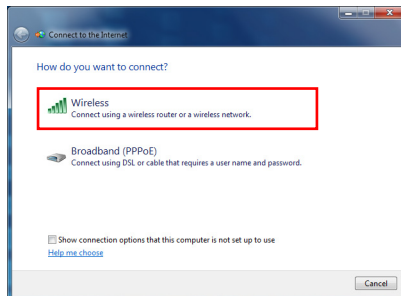 Connect to the Internet
How do you want to connect?
Wireless
Connect using a wireless router or a wireless network.
Broadband (PPPoE)
Connect using DSL or cable that requires a user name and password.
Show connection options that this computer is not set up to use
Help me choose
Cancel